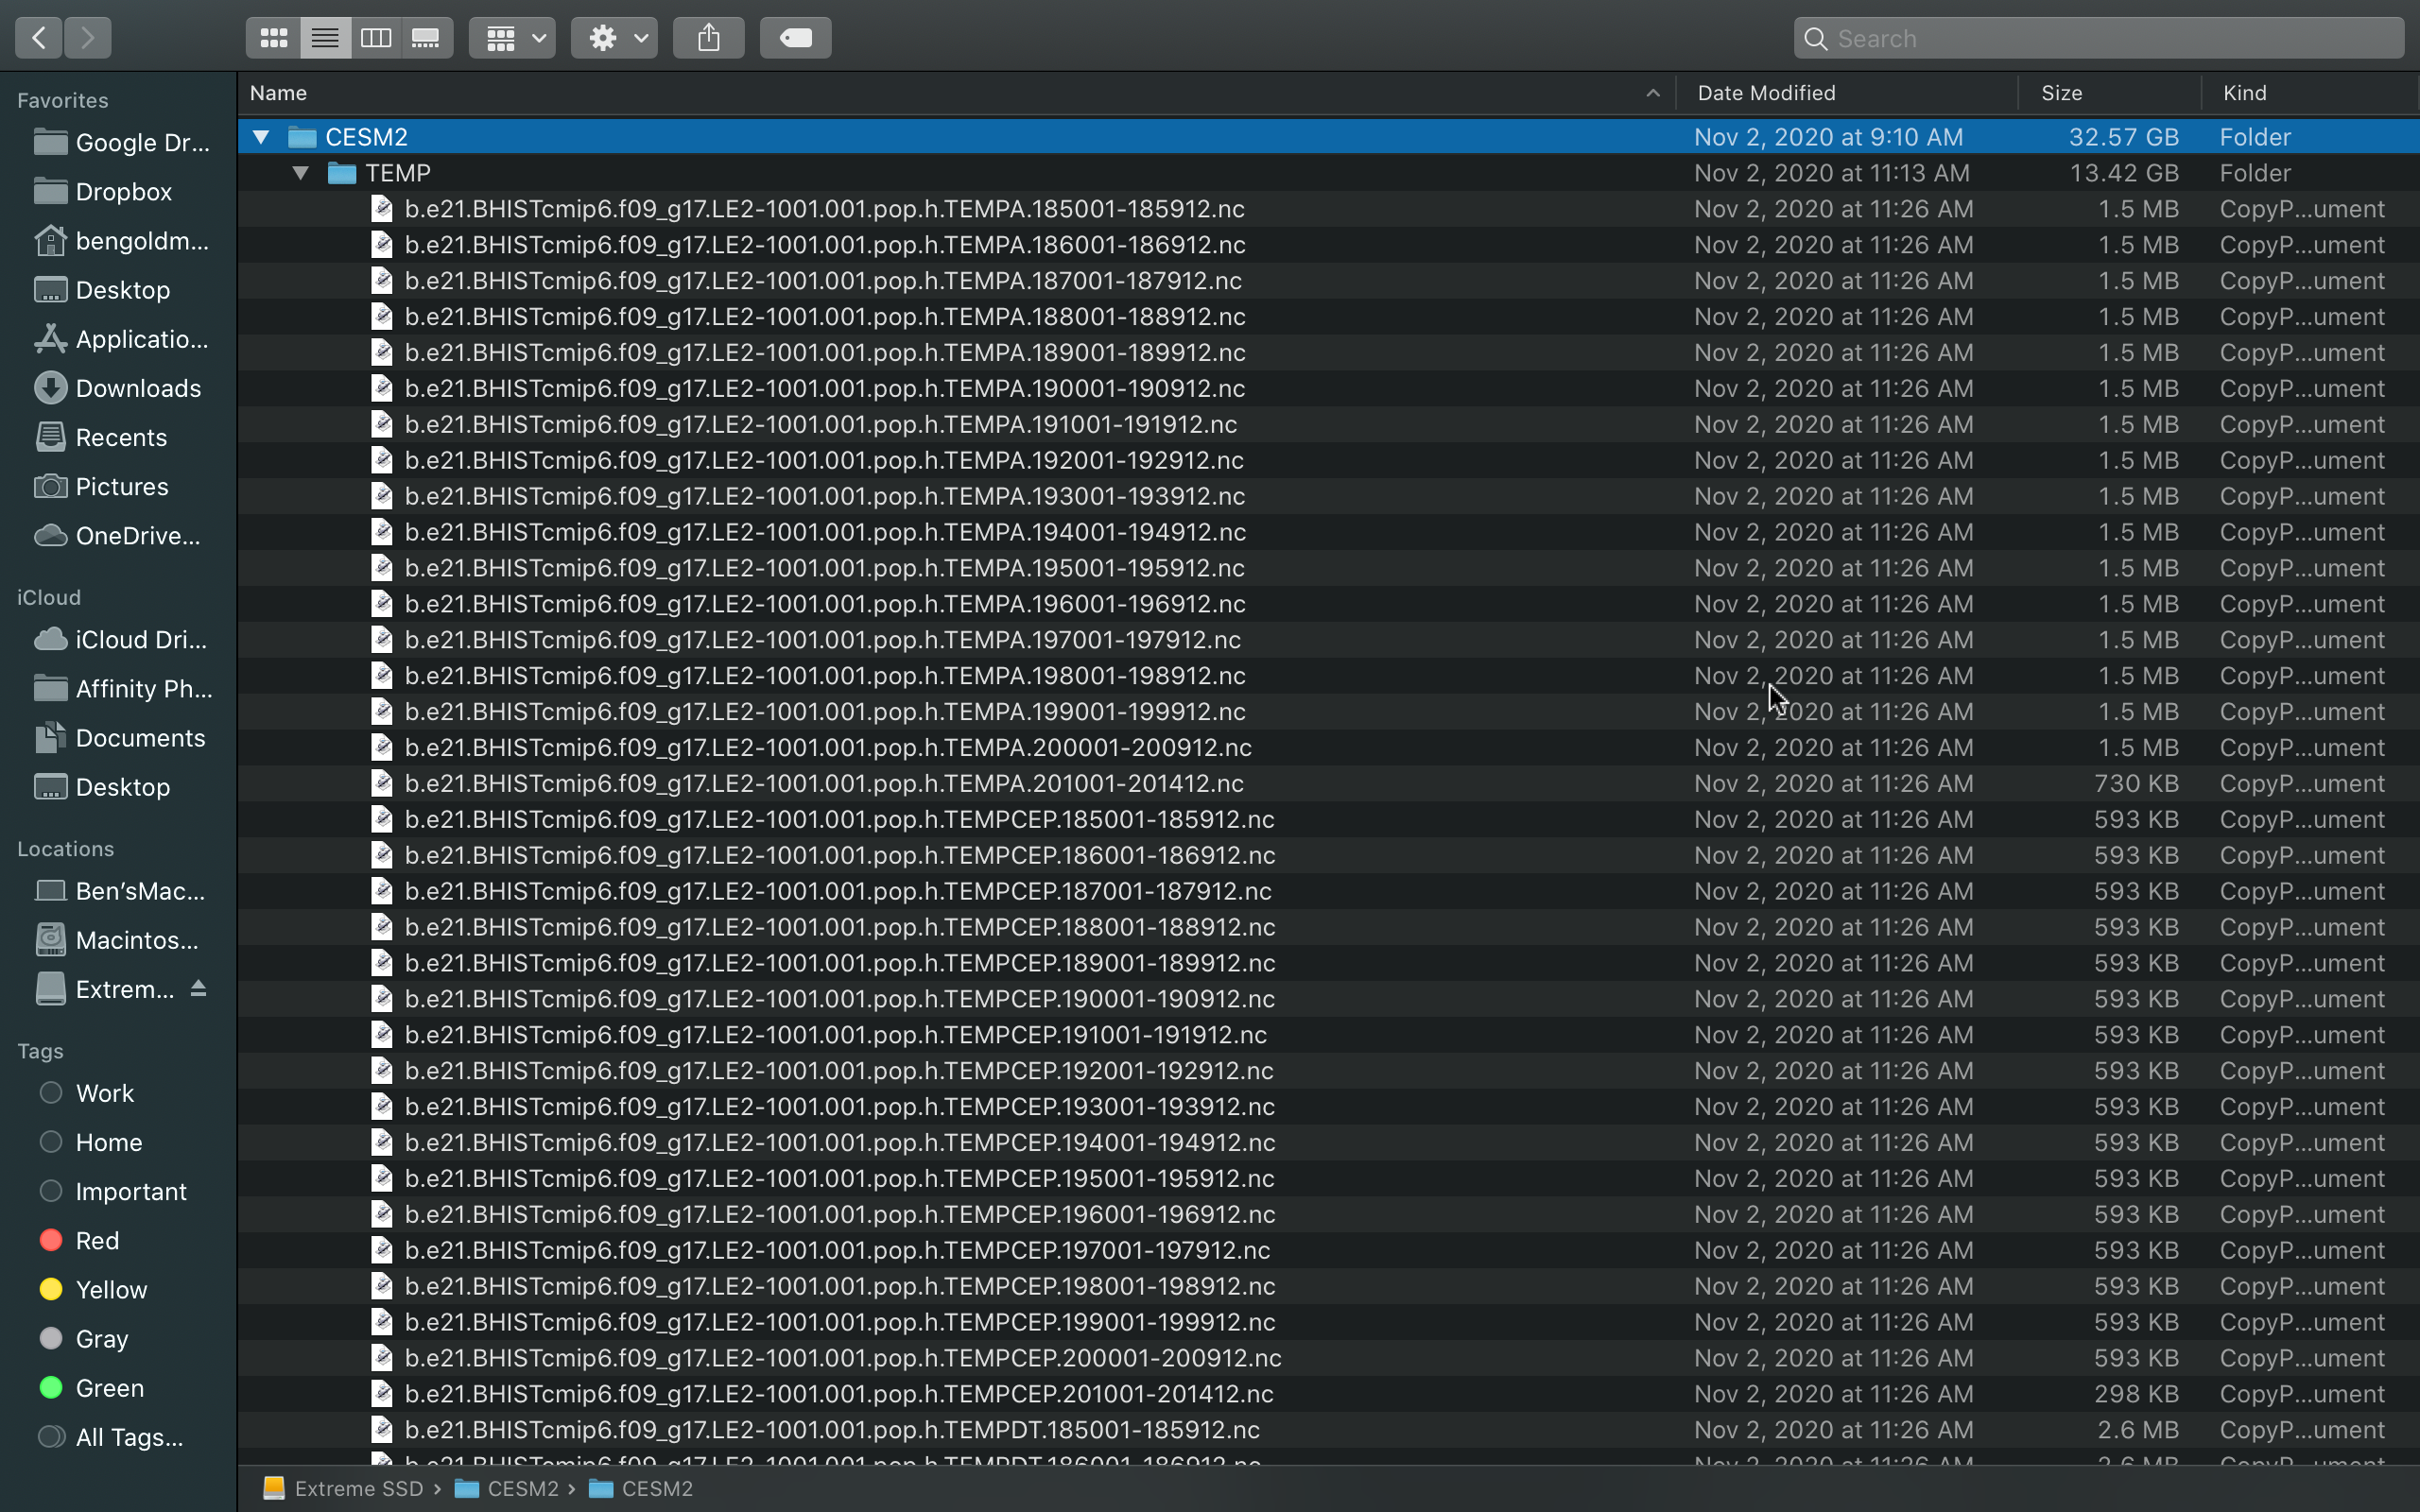 Search
Name Date Modified Size Kind
Favorites
Google Dr...
Dropbox
bengoldm...
Desktop
Applicatio...
Downloads
Recents
Pictures
OneDrive...
iCloud
iCloud Dri...
Affinity Ph...
Documents
Desktop
Locations
Ben'sMac...
Macintos...
Extrem...
Tags
Work
Home
Important
Red
Yellow
Gray
Green
All Tags...
CESM2 Nov 2, 2020 at 9:10 AM 32.57 GB Folder
TEMP Nov 2, 2020 at 11:13 AM 13.42 GB Folder
b.e21.BHISTcmip6.f09_g17.LE2-1001.001.pop.h.TEMPA.185001-185912.nc Nov 2, 2020 at 11:26 AM 1.5 MB CopyP...ument
b.e21.BHISTcmip6.f09_g17.LE2-1001.001.pop.h.TEMPA.186001-186912.nc Nov 2, 2020 at 11:26 AM 1.5 MB CopyP...ument
b.e21.BHISTcmip6.f09_g17.LE2-1001.001.pop.h.TEMPA.187001-187912.nc Nov 2, 2020 at 11:26 AM 1.5 MB CopyP...ument
b.e21.BHISTcmip6.f09_g17.LE2-1001.001.pop.h.TEMPA.188001-188912.nc Nov 2, 2020 at 11:26 AM 1.5 MB CopyP...ument
b.e21.BHISTcmip6.f09_g17.LE2-1001.001.pop.h.TEMPA.189001-189912.nc Nov 2, 2020 at 11:26 AM 1.5 MB CopyP...ument
b.e21.BHISTcmip6.f09_g17.LE2-1001.001.pop.h.TEMPA.190001-190912.nc Nov 2, 2020 at 11:26 AM 1.5 MB CopyP...ument
b.e21.BHISTcmip6.f09_g17.LE2-1001.001.pop.h.TEMPA.191001-191912.nc Nov 2, 2020 at 11:26 AM 1.5 MB CopyP...ument
b.e21.BHISTcmip6.f09_g17.LE2-1001.001.pop.h.TEMPA.192001-192912.nc Nov 2, 2020 at 11:26 AM 1.5 MB CopyP...ument
b.e21.BHISTcmip6.f09_g17.LE2-1001.001.pop.h.TEMPA.193001-193912.nc Nov 2, 2020 at 11:26 AM 1.5 MB CopyP...ument
b.e21.BHISTcmip6.f09_g17.LE2-1001.001.pop.h.TEMPA.194001-194912.nc Nov 2, 2020 at 11:26 AM 1.5 MB CopyP...ument
b.e21.BHISTcmip6.f09_g17.LE2-1001.001.pop.h.TEMPA.195001-195912.nc Nov 2, 2020 at 11:26 AM 1.5 MB CopyP...ument
b.e21.BHISTcmip6.f09_g17.LE2-1001.001.pop.h.TEMPA.196001-196912.nc Nov 2, 2020 at 11:26 AM 1.5 MB CopyP...ument
b.e21.BHISTcmip6.f09_g17.LE2-1001.001.pop.h.TEMPA.197001-197912.nc Nov 2, 2020 at 11:26 AM 1.5 MB CopyP...ument
b.e21.BHISTcmip6.f09_g17.LE2-1001.001.pop.h.TEMPA.198001-198912.nc Nov 2, 2020 at 11:26 AM 1.5 MB CopyP...ument
b.e21.BHISTcmip6.f09_g17.LE2-1001.001.pop.h.TEMPA.199001-199912.nc Nov 2, 2020 at 11:26 AM 1.5 MB CopyP...ument
b.e21.BHISTcmip6.f09_g17.LE2-1001.001.pop.h.TEMPA.200001-200912.nc Nov 2, 2020 at 11:26 AM 1.5 MB CopyP...ument
b.e21.BHISTcmip6.f09_g17.LE2-1001.001.pop.h.TEMPA.201001-201412.nc Nov 2, 2020 at 11:26 AM 730 KB CopyP...ument
b.e21.BHISTcmip6.f09_g17.LE2-1001.001.pop.h.TEMPCEP.185001-185912.nc Nov 2, 2020 at 11:26 AM 593 KB CopyP...ument
b.e21.BHISTcmip6.f09_g17.LE2-1001.001.pop.h.TEMPCEP.186001-186912.nc Nov 2, 2020 at 11:26 AM 593 KB CopyP...ument
b.e21.BHISTcmip6.f09_g17.LE2-1001.001.pop.h.TEMPCEP.187001-187912.nc Nov 2, 2020 at 11:26 AM 593 KB CopyP...ument
b.e21.BHISTcmip6.f09_g17.LE2-1001.001.pop.h.TEMPCEP.188001-188912.nc Nov 2, 2020 at 11:26 AM 593 KB CopyP...ument
b.e21.BHISTcmip6.f09_g17.LE2-1001.001.pop.h.TEMPCEP.189001-189912.nc Nov 2, 2020 at 11:26 AM 593 KB CopyP...ument
b.e21.BHISTcmip6.f09_g17.LE2-1001.001.pop.h.TEMPCEP.190001-190912.nc Nov 2, 2020 at 11:26 AM 593 KB CopyP...ument
b.e21.BHISTcmip6.f09_g17.LE2-1001.001.pop.h.TEMPCEP.191001-191912.nc Nov 2, 2020 at 11:26 AM 593 KB CopyP...ument
b.e21.BHISTcmip6.f09_g17.LE2-1001.001.pop.h.TEMPCEP.192001-192912.nc Nov 2, 2020 at 11:26 AM 593 KB CopyP...ument
b.e21.BHISTcmip6.f09_g17.LE2-1001.001.pop.h.TEMPCEP.193001-193912.nc Nov 2, 2020 at 11:26 AM 593 KB CopyP...ument
b.e21.BHISTcmip6.f09_g17.LE2-1001.001.pop.h.TEMPCEP.194001-194912.nc Nov 2, 2020 at 11:26 AM 593 KB CopyP...ument
b.e21.BHISTcmip6.f09_g17.LE2-1001.001.pop.h.TEMPCEP.195001-195912.nc Nov 2, 2020 at 11:26 AM 593 KB CopyP...ument
b.e21.BHISTcmip6.f09_g17.LE2-1001.001.pop.h.TEMPCEP.196001-196912.nc Nov 2, 2020 at 11:26 AM 593 KB CopyP...ument
b.e21.BHISTcmip6.f09_g17.LE2-1001.001.pop.h.TEMPCEP.197001-197912.nc Nov 2, 2020 at 11:26 AM 593 KB CopyP...ument
b.e21.BHISTcmip6.f09_g17.LE2-1001.001.pop.h.TEMPCEP.198001-198912.nc Nov 2, 2020 at 11:26 AM 593 KB CopyP...ument
b.e21.BHISTcmip6.f09_g17.LE2-1001.001.pop.h.TEMPCEP.199001-199912.nc Nov 2, 2020 at 11:26 AM 593 KB CopyP...ument
b.e21.BHISTcmip6.f09_g17.LE2-1001.001.pop.h.TEMPCEP.200001-200912.nc Nov 2, 2020 at 11:26 AM 593 KB CopyP...ument
b.e21.BHISTcmip6.f09_g17.LE2-1001.001.pop.h.TEMPCEP.201001-201412.nc Nov 2, 2020 at 11:26 AM 298 KB CopyP...ument
b.e21.BHISTcmip6.f09_g17.LE2-1001.001.pop.h.TEMPDT.185001-185912.nc Nov 2, 2020 at 11:26 AM 2.6 MB CopyP...ument
b.e21.BHISTcmip6.f09_g17.LE2-1001.001.pop.h.TEMPDT.186001-186912.nc Nov 2, 2020 at 11:26 AM 2.6 MB CopyP...ument
Extreme SSD › CESM2 › CESM2